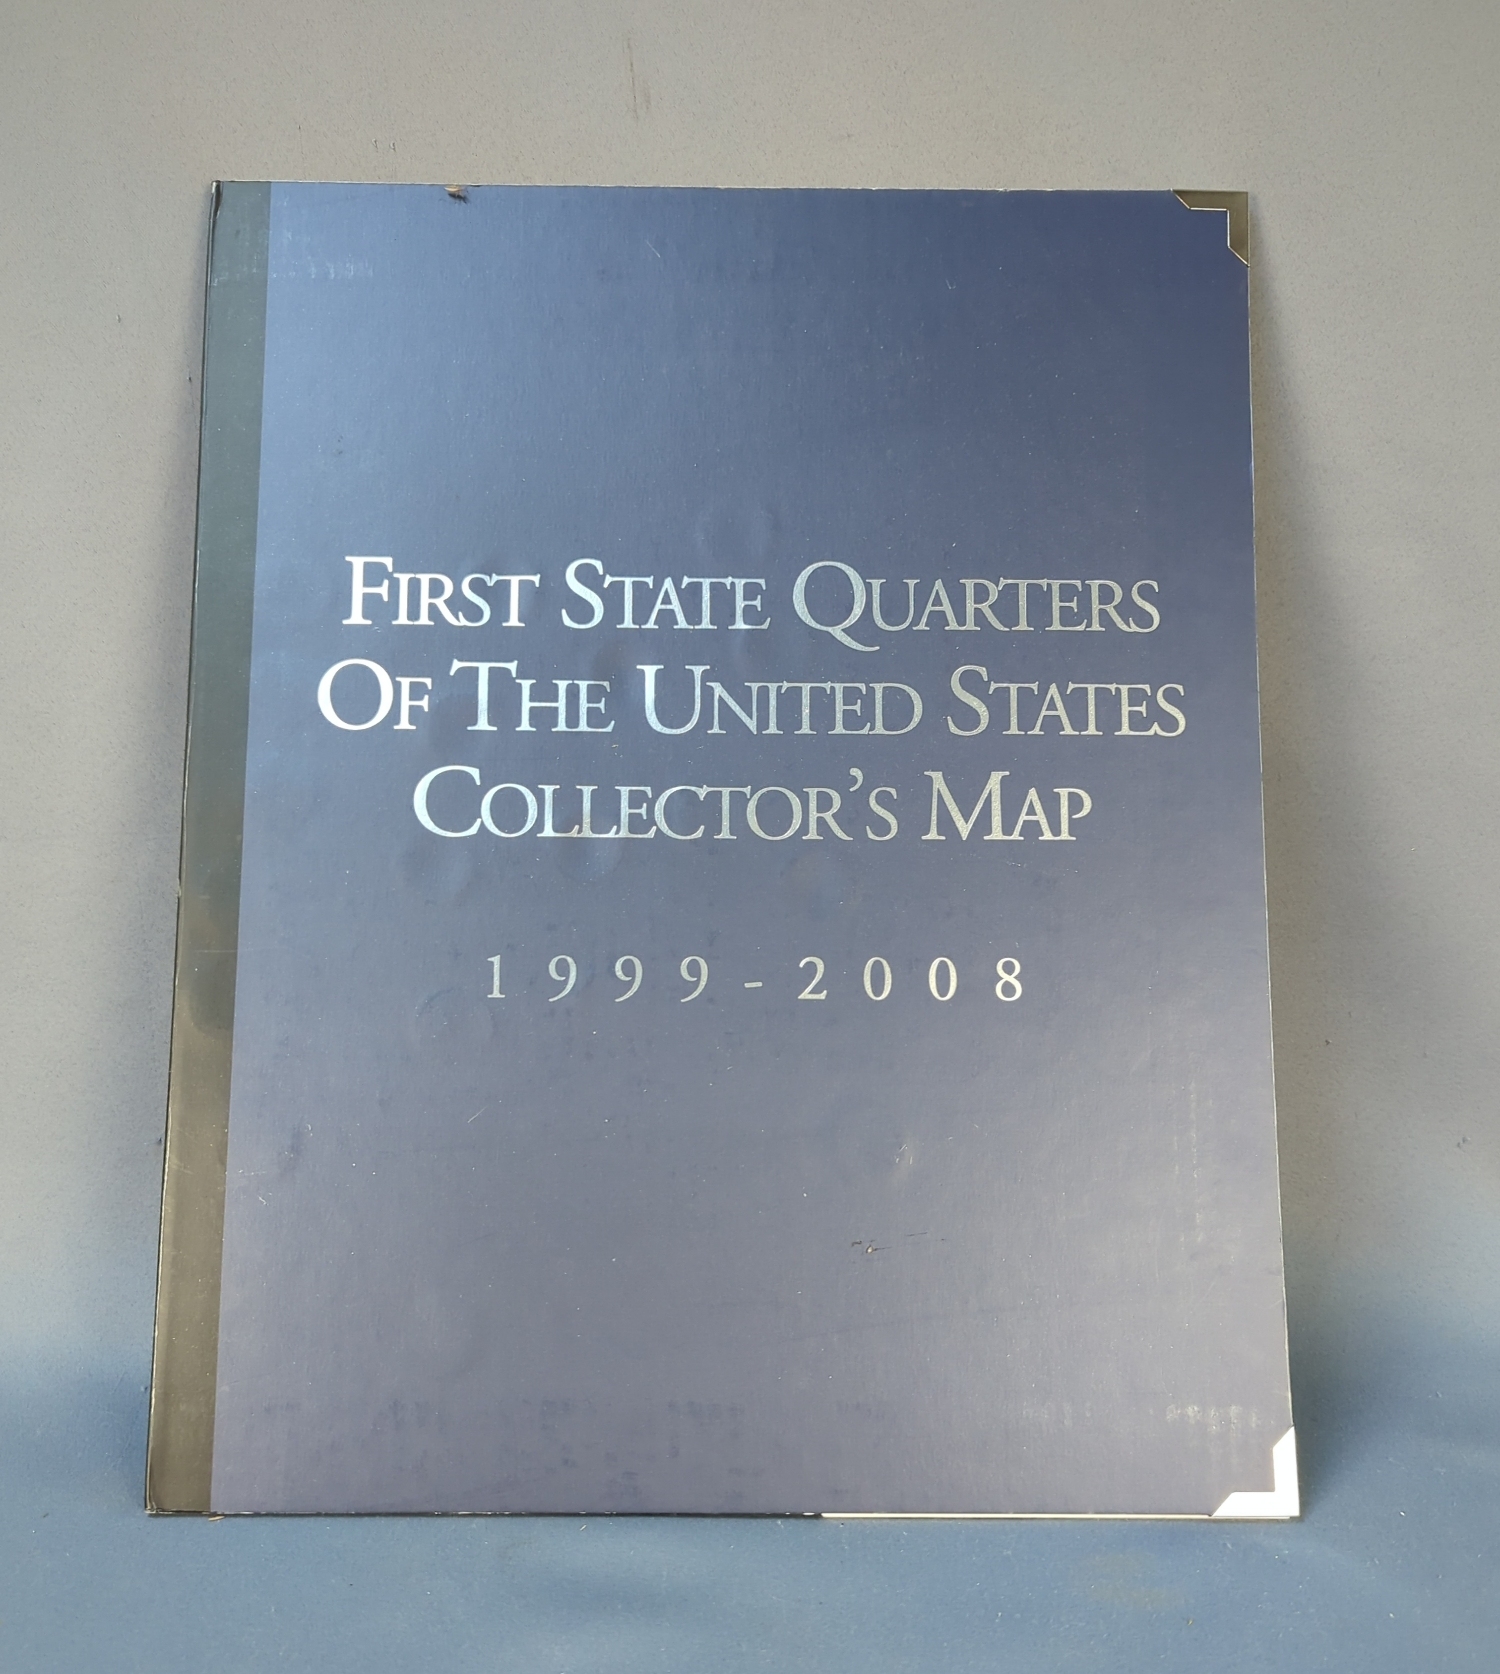 First State Quarters
Of The United States
Collector's Map
1999-2008